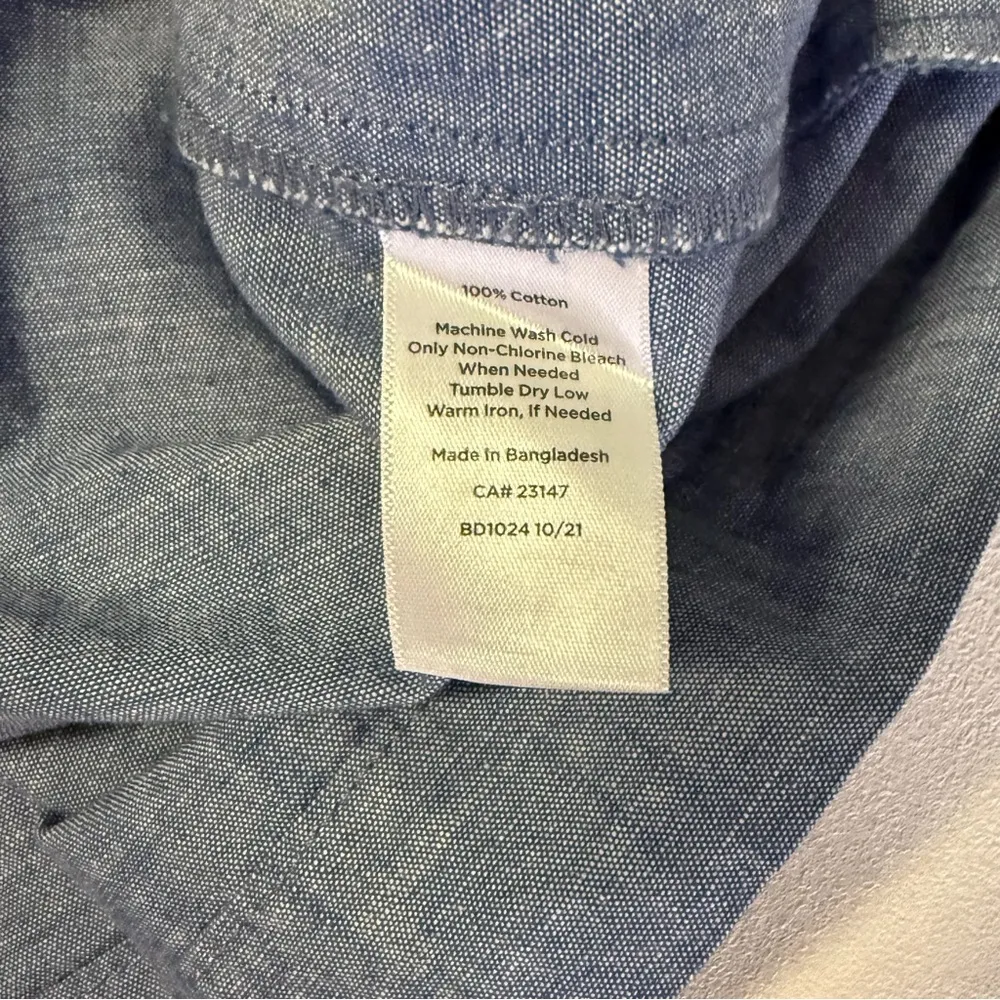 100% Cotton
Machine Wash Cold
Only Non-Chlorine Bleach
When Needed
Tumble Dry Low
Warm Iron, If Needed
Made In Bangladesh
CA# 23147
BD1024 10/21